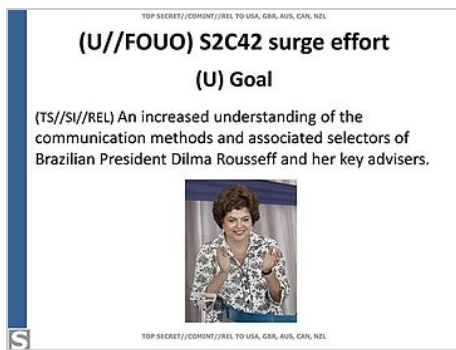 TOP SECRET//COMINT//REL TO USA, GBR, AUS, CAN, NZL
(U//FOUO) S2C42 surge effort
(U) Goal
(TS//SI//REL) An increased understanding of the
communication methods and associated selectors of
Brazilian President Dilma Rousseff and her key advisers.
S
TOP SECRET//COMINT//REL TO USA, GBR, AUS, CAN, NZL